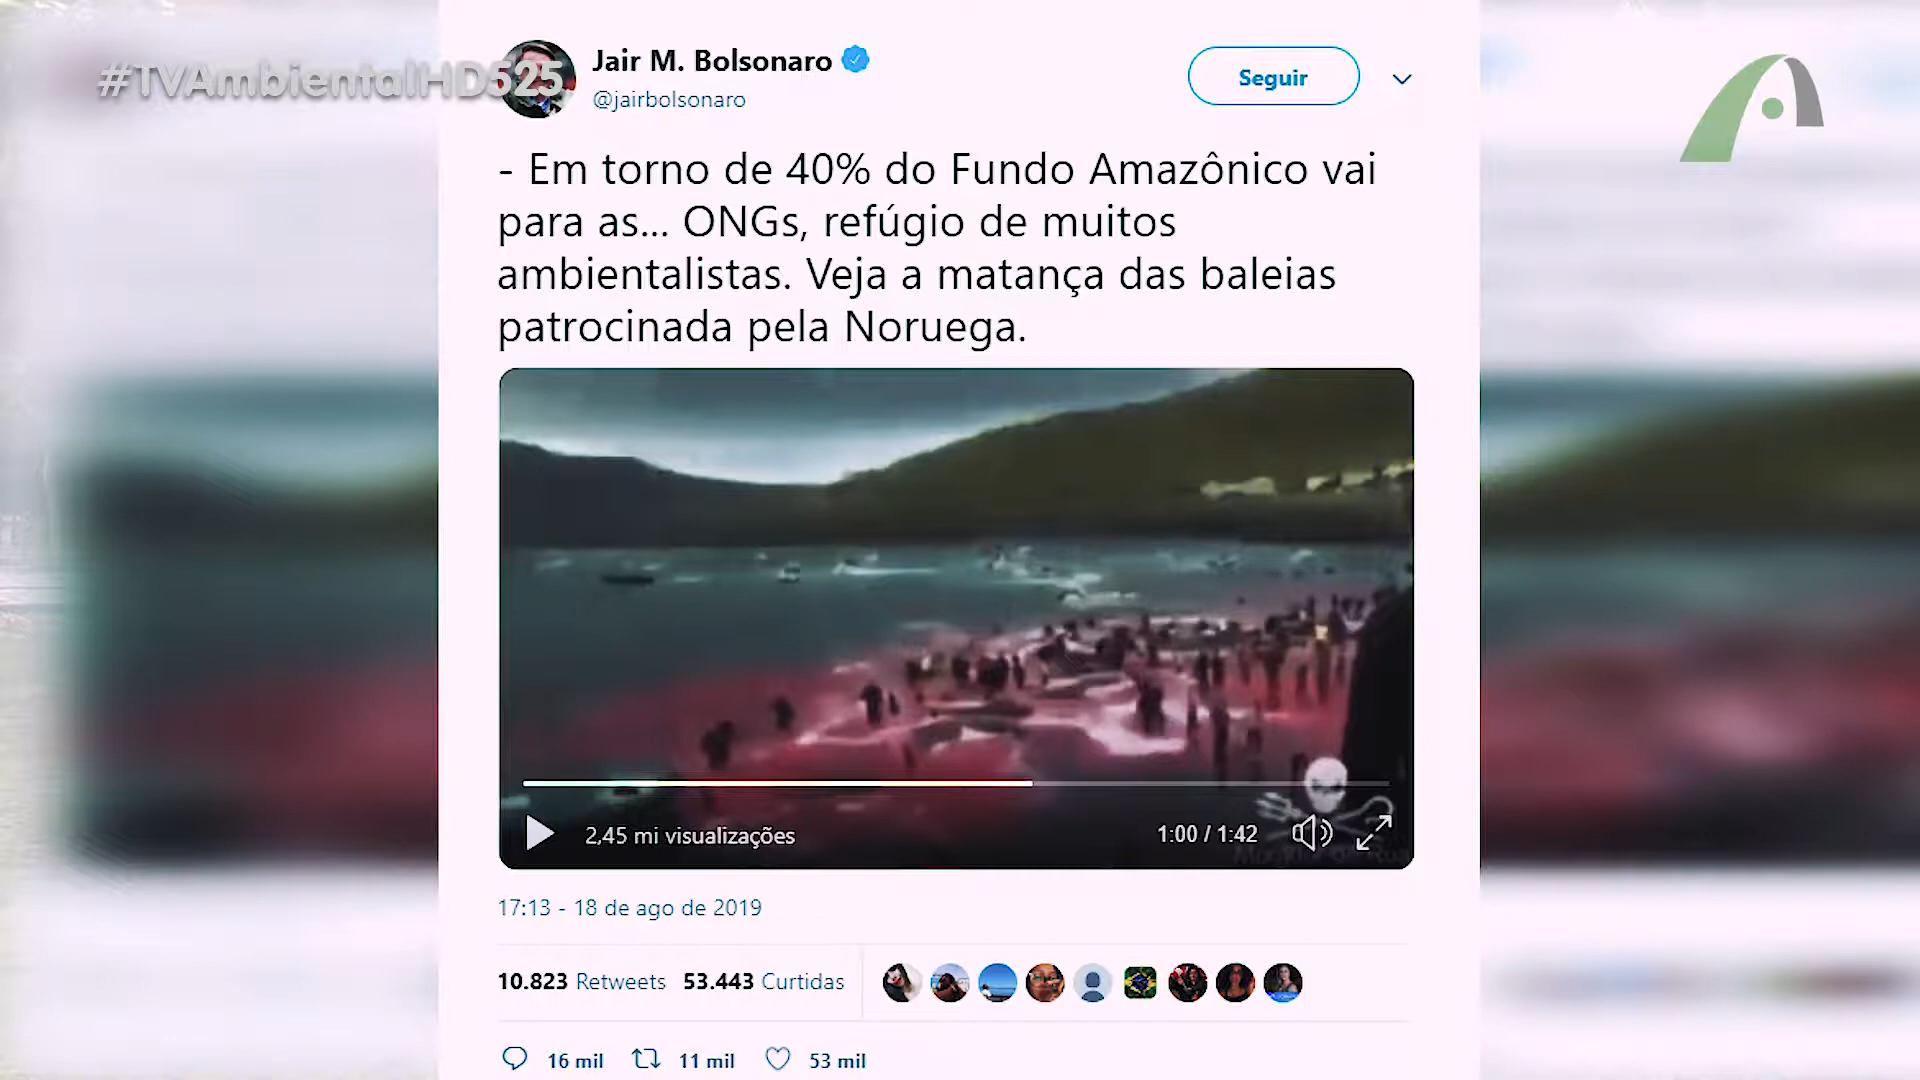 #TVAmbientalHD525
Jair M. Bolsonaro
@jairbolsonaro
Seguir
- Em torno de 40% do Fundo Amazônico vai
para as... ONGs, refúgio de muitos
ambientalistas. Veja a matança das baleias
patrocinada pela Noruega.
2,45 mi visualizações
1:00 / 1:42
17:13 - 18 de ago de 2019
10.823 Retweets 53.443 Curtidas
16 mil 11 mil 53 mil